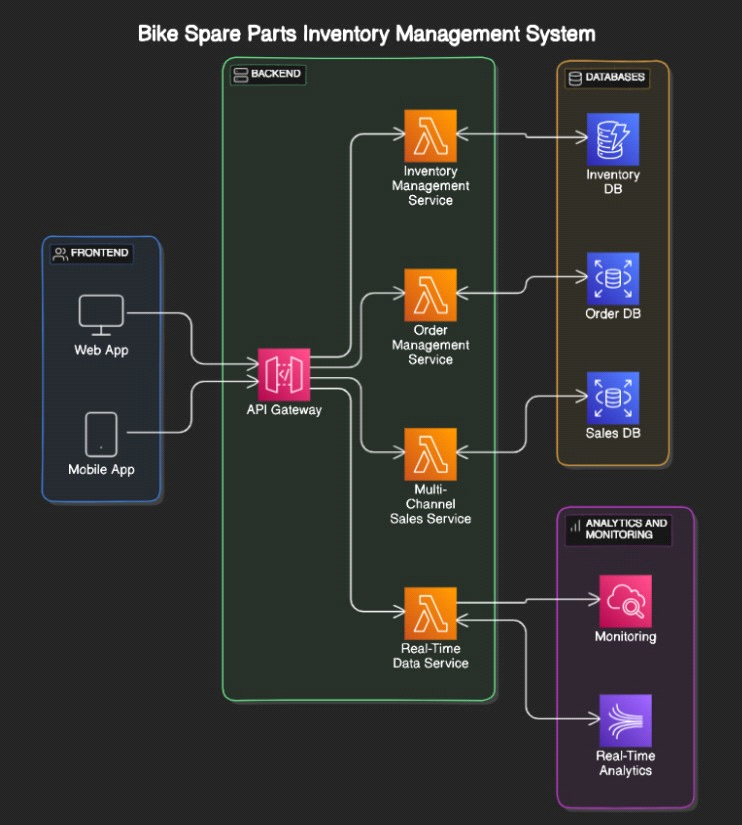 Bike Spare Parts Inventory Management System
BACKEND
DATABASES
Inventory
Management
Service
Inventory
DB
FRONTEND
Web App
Mobile App
API Gateway
Order
Management
Service
Order DB
Multi-
Channel
Sales Service
Sales DB
ANALYTICS AND
MONITORING
Real-Time
Data Service
Monitoring
Real-Time
Analytics